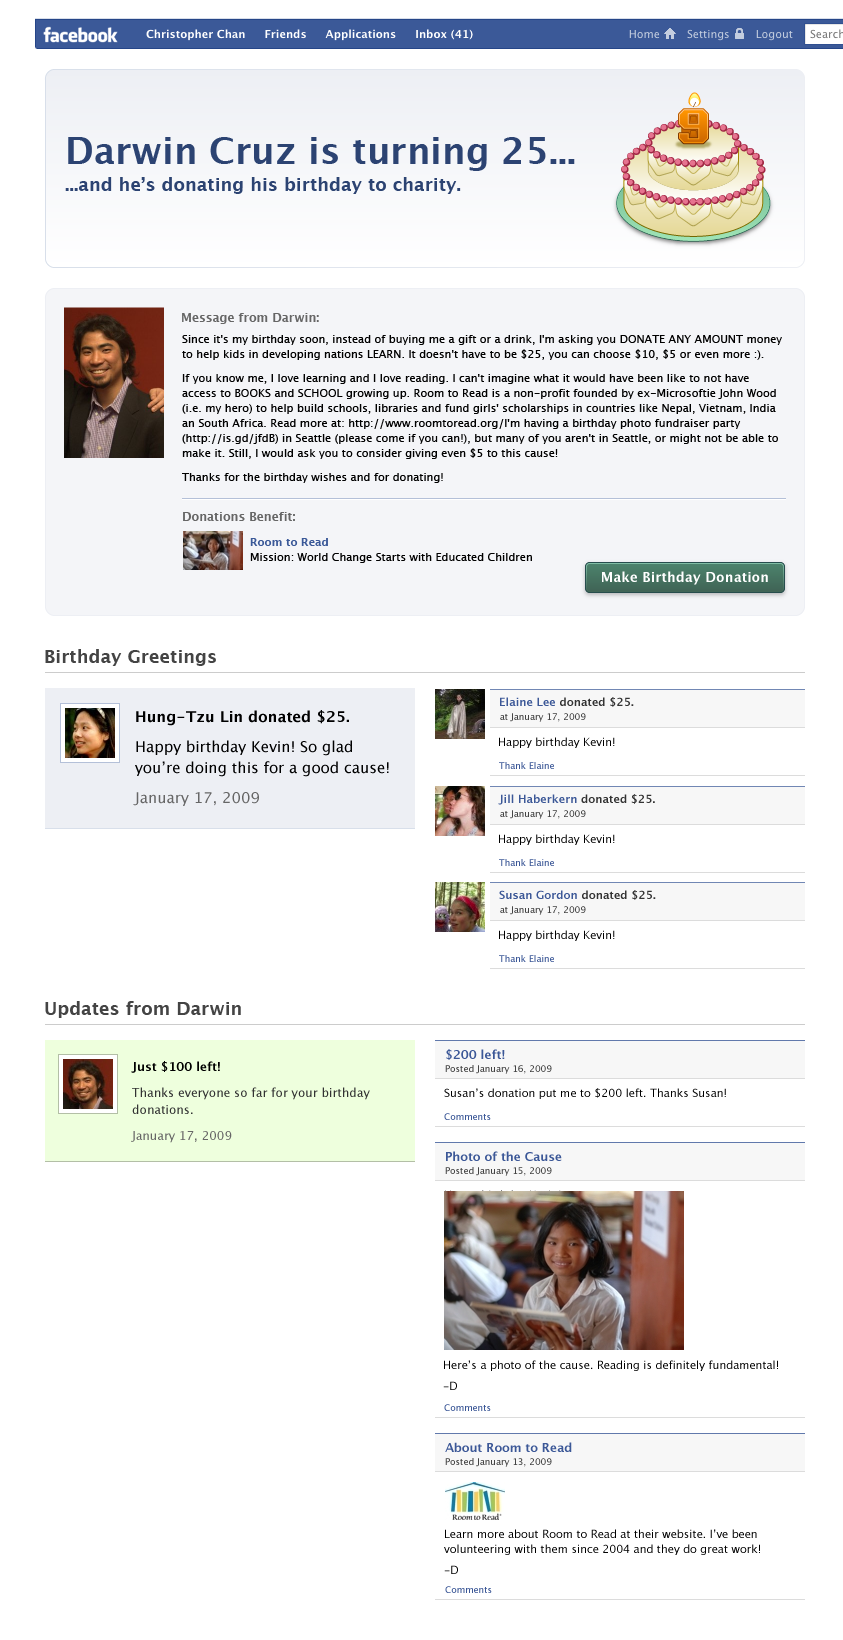 facebook Christopher Chan Friends Applications Inbox (41) Home Settings Logout Search
Darwin Cruz is turning 25...
...and he's donating his birthday to charity.
9
Message from Darwin:
Since it's my birthday soon, instead of buying me a gift or a drink, I'm asking you DONATE ANY AMOUNT money
to help kids in developing nations LEARN. It doesn't have to be $25, you can choose $10, $5 or even more :).
If you know me, I love learning and I love reading. I can't imagine what it would have been like to not have
access to BOOKS and SCHOOL growing up. Room to Read is a non-profit founded by ex-Microsoftie John Wood
(i.e. my hero) to help build schools, libraries and fund girls' scholarships in countries like Nepal, Vietnam, India
an South Africa. Read more at: http://www.roomtoread.org/I'm having a birthday photo fundraiser party
(http://is.gd/jfdB) in Seattle (please come if you can!), but many of you aren't in Seattle, or might not be able to
make it. Still, I would ask you to consider giving even $5 to this cause!
Thanks for the birthday wishes and for donating!
Donations Benefit:
Room to Read
Mission: World Change Starts with Educated Children
Make Birthday Donation
Birthday Greetings
Hung-Tzu Lin donated $25.
Happy birthday Kevin! So glad
you're doing this for a good cause!
January 17, 2009
Elaine Lee donated $25.
at January 17, 2009
Happy birthday Kevin!
Thank Elaine
Jill Haberkern donated $25.
at January 17, 2009
Happy birthday Kevin!
Thank Elaine
Susan Gordon donated $25.
at January 17, 2009
Happy birthday Kevin!
Thank Elaine
Updates from Darwin
Just $100 left!
Thanks everyone so far for your birthday
donations.
January 17, 2009
$200 left!
Posted January 16, 2009
Susan's donation put me to $200 left. Thanks Susan!
Comments
Photo of the Cause
Posted January 15, 2009
Here's a photo of the cause. Reading is definitely fundamental!
-D
Comments
About Room to Read
Posted January 13, 2009
Room to Read
Learn more about Room to Read at their website. I've been
volunteering with them since 2004 and they do great work!
-D
Comments